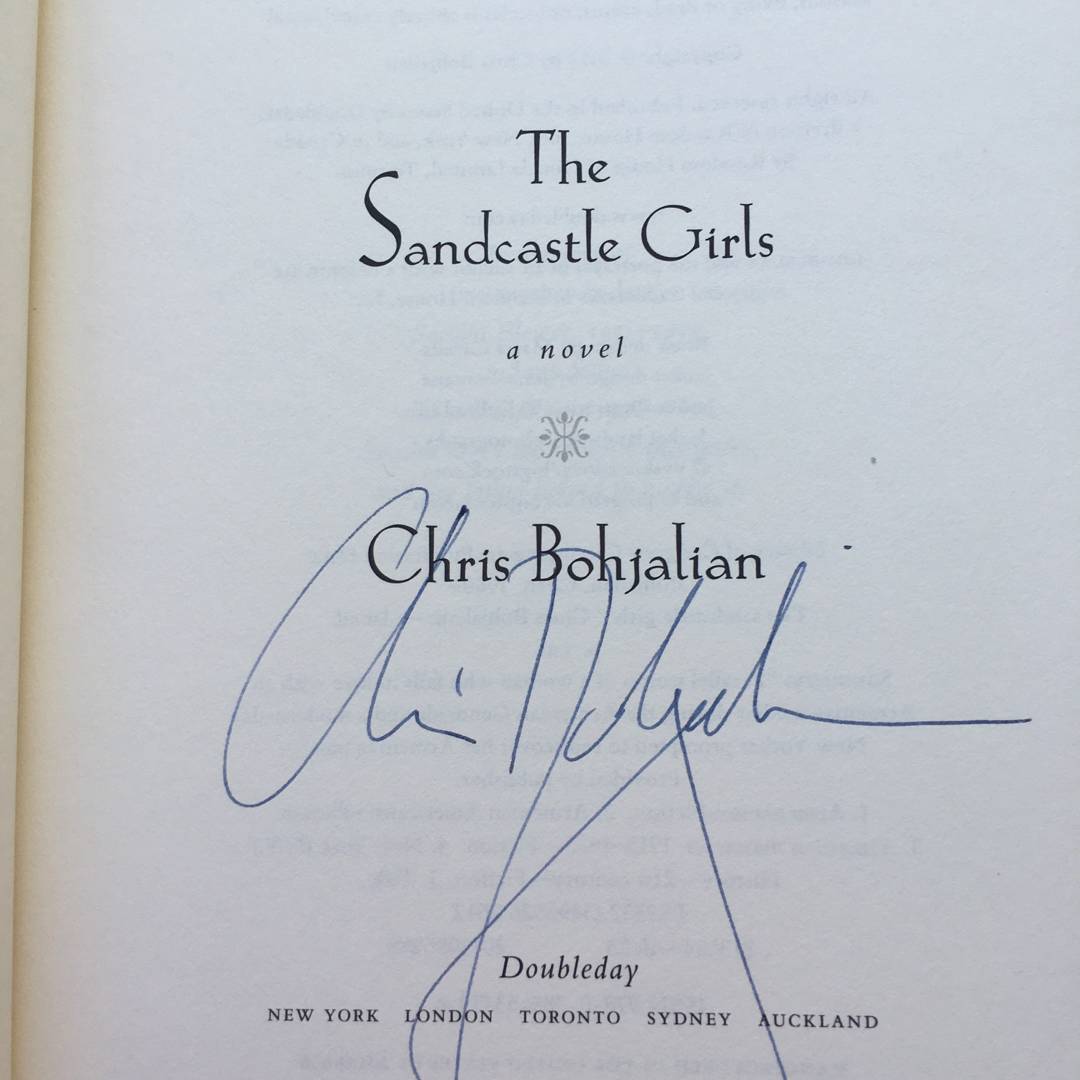 The
Sandcastle Girls
a novel
Chris Bohjalian
Doubleday
NEW YORK LONDON TORONTO SYDNEY AUCKLAND